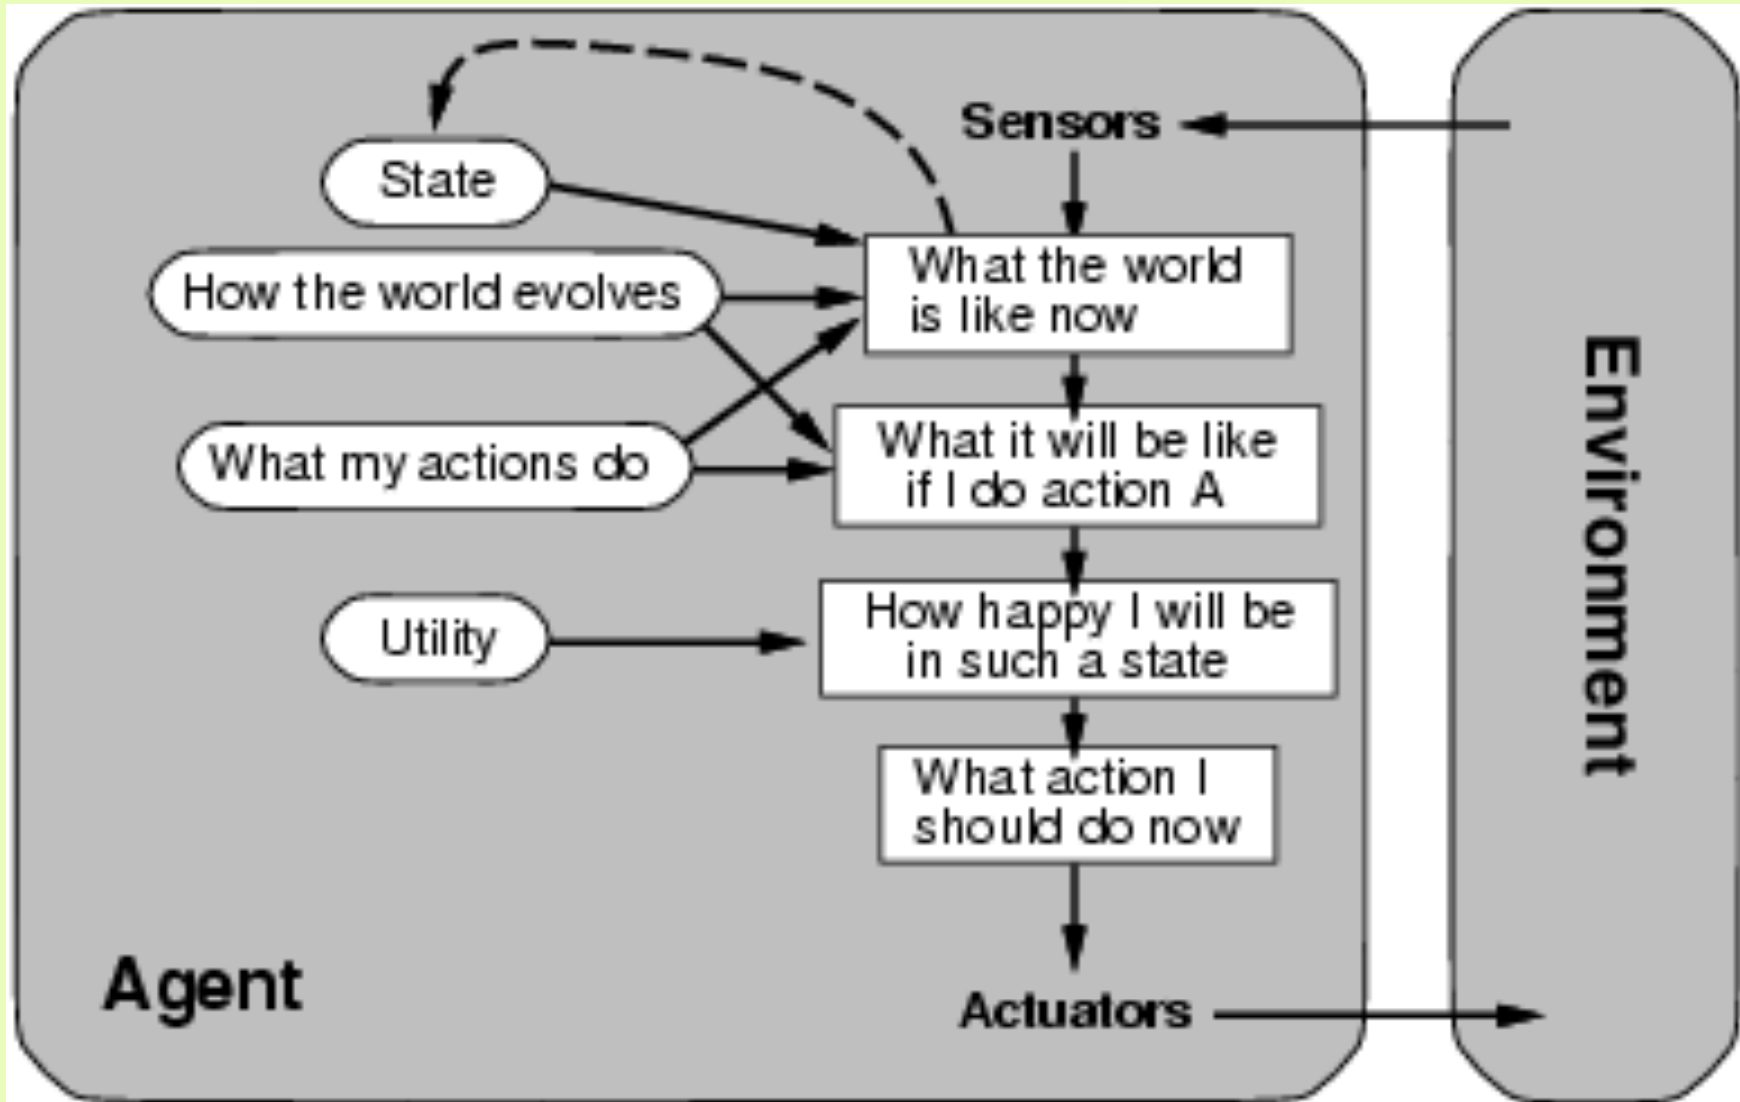 Sensors
State
What the world
is like now
How the world evolves
What it will be like
if I do action A
What my actions do
How happy I will be
in such a state
Utility
What action I
should do now
Agent
Actuators
Environment